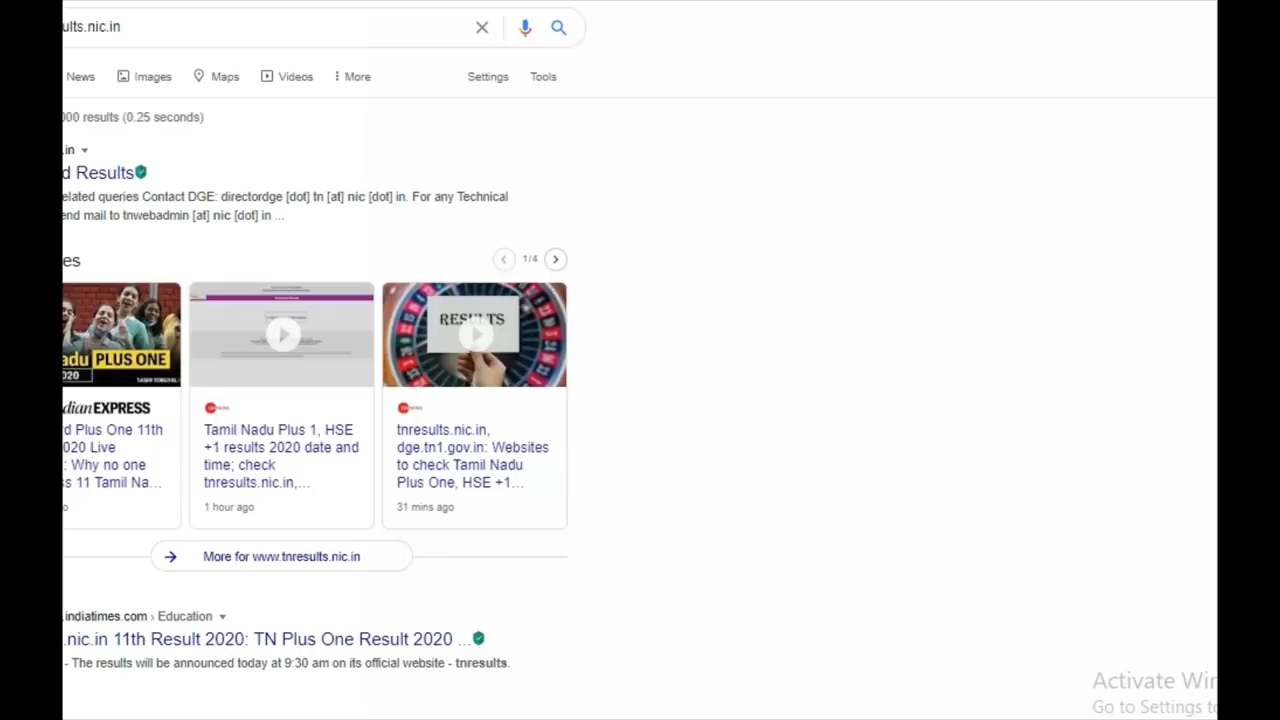 ults.nic.in
News Images Maps Videos More Settings Tools
000 results (0.25 seconds)
.in
d Results
elated queries Contact DGE: directordge [dot] tn [at] nic [dot] in. For any Technical
end mail to tnwebadmin [at] nic [dot] in ...
es
1/4
adu PLUS ONE
020
RESULTS
dian EXPRESS
rd Plus One 11th
020 Live
: Why no one
ss 11 Tamil Na...
o
Tamil Nadu Plus 1, HSE
+1 results 2020 date and
time; check
tnresults.nic.in,...
1 hour ago
tnresults.nic.in,
dge.tn1.gov.in: Websites
to check Tamil Nadu
Plus One, HSE +1...
31 mins ago
More for www.tnresults.nic.in
.indiatimes.com › Education
.nic.in 11th Result 2020: TN Plus One Result 2020 ...
- The results will be announced today at 9:30 am on its official website - tnresults.
Activate Wir
Go to Settings t